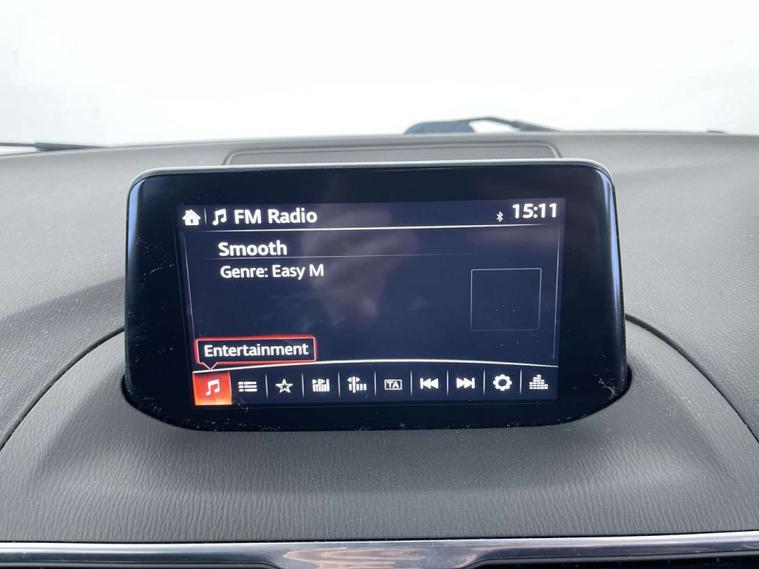 FM Radio 15:11
Smooth
Genre: Easy M
Entertainment
TA